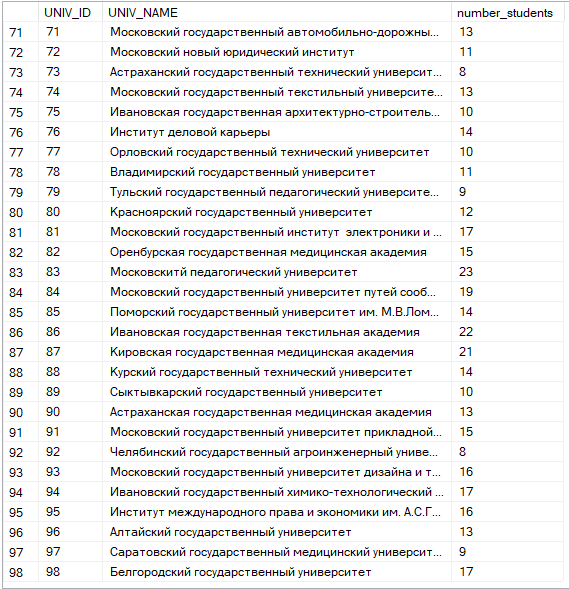 UNIV_ID UNIV_NAME number_students
71 71 Московский государственный автомобильно-дорожны... 13
72 72 Московский новый юридический институт 11
73 73 Астраханский государственный технический университ... 8
74 74 Московский государственный текстильный университе... 13
75 75 Ивановская государственная архитектурно-строитель... 10
76 76 Институт деловой карьеры 14
77 77 Орловский государственный технический университет 10
78 78 Владимирский государственный университет 11
79 79 Тульский государственный педагогический университе... 9
80 80 Красноярский государственный университет 12
81 81 Московский государственный институт  электроники и ... 17
82 82 Оренбурская государственная медицинская академия 15
83 83 Московскитй педагогический университет 23
84 84 Московский государственный университет путей сооб... 19
85 85 Поморский государственный университет им. М.В.Лом... 14
86 86 Ивановская государственная текстильная академия 22
87 87 Кировская государственная медицинская академия 21
88 88 Курский государственный технический университет 14
89 89 Сыктывкарский государственный университет 10
90 90 Астраханская государственная медицинская академия 13
91 91 Московский государственный университет прикладной... 15
92 92 Челябинский государственный агроинженерный униве... 8
93 93 Московский государственный университет дизайна и т... 16
94 94 Ивановский государственный химико-технологический ... 17
95 95 Институт международного права и экономики им. А.С.Г... 16
96 96 Алтайский государственный университет 13
97 97 Саратовский государственный медицинский университ... 9
98 98 Белгородский государственный университет 17